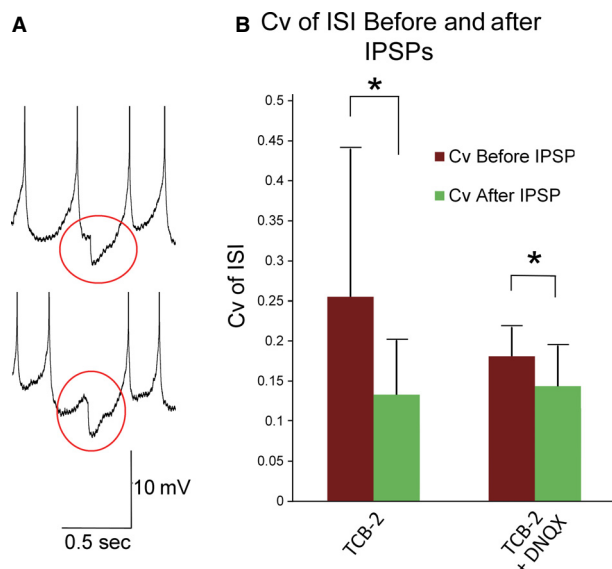 A
B Cv of ISI Before and after
IPSPs
10 mV
0.5 sec
Cv of ISI
0.5
0.45
0.4
0.35
0.3
0.25
0.2
0.15
0.1
0.05
0
*
*
Cv Before IPSP
Cv After IPSP
TCB-2
TCB-2
+ DNQX